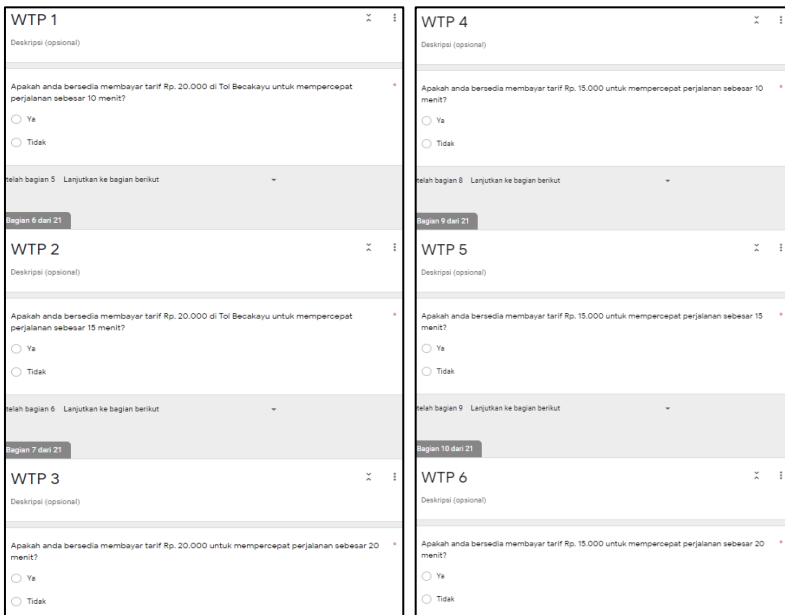 WTP 1
Deskripsi (opsional)
Apakah anda bersedia membayar tarif Rp. 20.000 di Tol Becakayu untuk mempercepat *
perjalanan sebesar 10 menit?
Ya
Tidak
telah bagian 5 Lanjutkan ke bagian berikut
Bagian 6 dari 21
WTP 2
Deskripsi (opsional)
Apakah anda bersedia membayar tarif Rp. 20.000 di Tol Becakayu untuk mempercepat *
perjalanan sebesar 15 menit?
Ya
Tidak
telah bagian 6 Lanjutkan ke bagian berikut
Bagian 7 dari 21
WTP 3
Deskripsi (opsional)
Apakah anda bersedia membayar tarif Rp. 20.000 untuk mempercepat perjalanan sebesar 20 *
menit?
Ya
Tidak
WTP 4
Deskripsi (opsional)
Apakah anda bersedia membayar tarif Rp. 15.000 untuk mempercepat perjalanan sebesar 10 *
menit?
Ya
Tidak
telah bagian 8 Lanjutkan ke bagian berikut
Bagian 9 dari 21
WTP 5
Deskripsi (opsional)
Apakah anda bersedia membayar tarif Rp. 15.000 untuk mempercepat perjalanan sebesar 15 *
menit?
Ya
Tidak
telah bagian 9 Lanjutkan ke bagian berikut
Bagian 10 dari 21
WTP 6
Deskripsi (opsional)
Apakah anda bersedia membayar tarif Rp. 15.000 untuk mempercepat perjalanan sebesar 20 *
menit?
Ya
Tidak